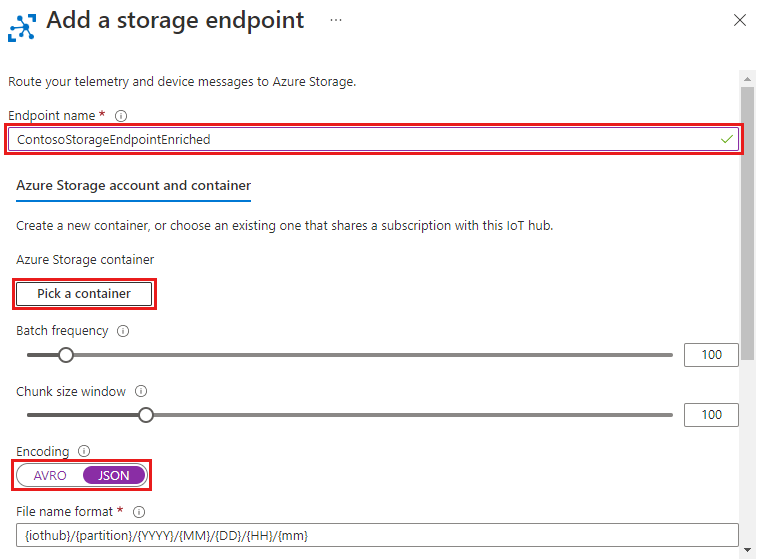 Add a storage endpoint ...
Route your telemetry and device messages to Azure Storage.
Endpoint name *
ContosoStorageEndpointEnriched
Azure Storage account and container
Create a new container, or choose an existing one that shares a subscription with this IoT hub.
Azure Storage container
Pick a container
Batch frequency
100
Chunk size window
100
Encoding
AVRO JSON
File name format *
{iothub}/{partition}/{YYYY}/{MM}/{DD}/{HH}/{mm}